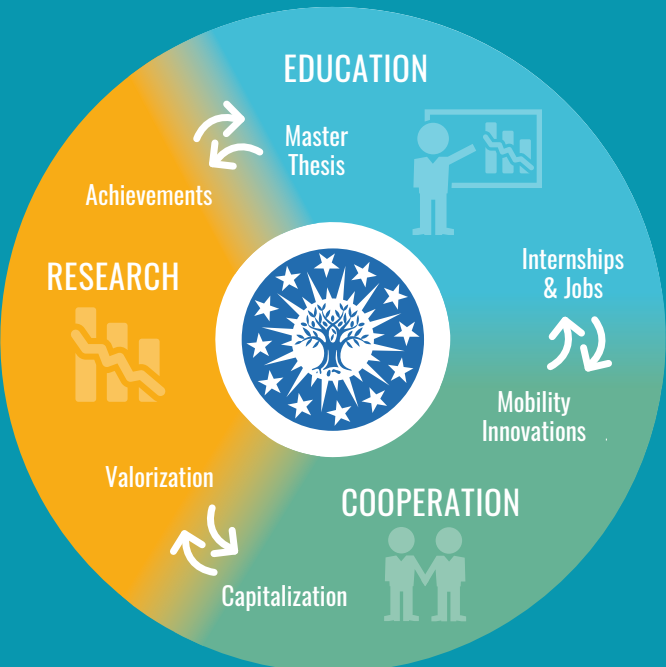 EDUCATION
Master
Thesis
Achievements
RESEARCH
Internships
& Jobs
Mobility
Innovations
Valorization
COOPERATION
Capitalization